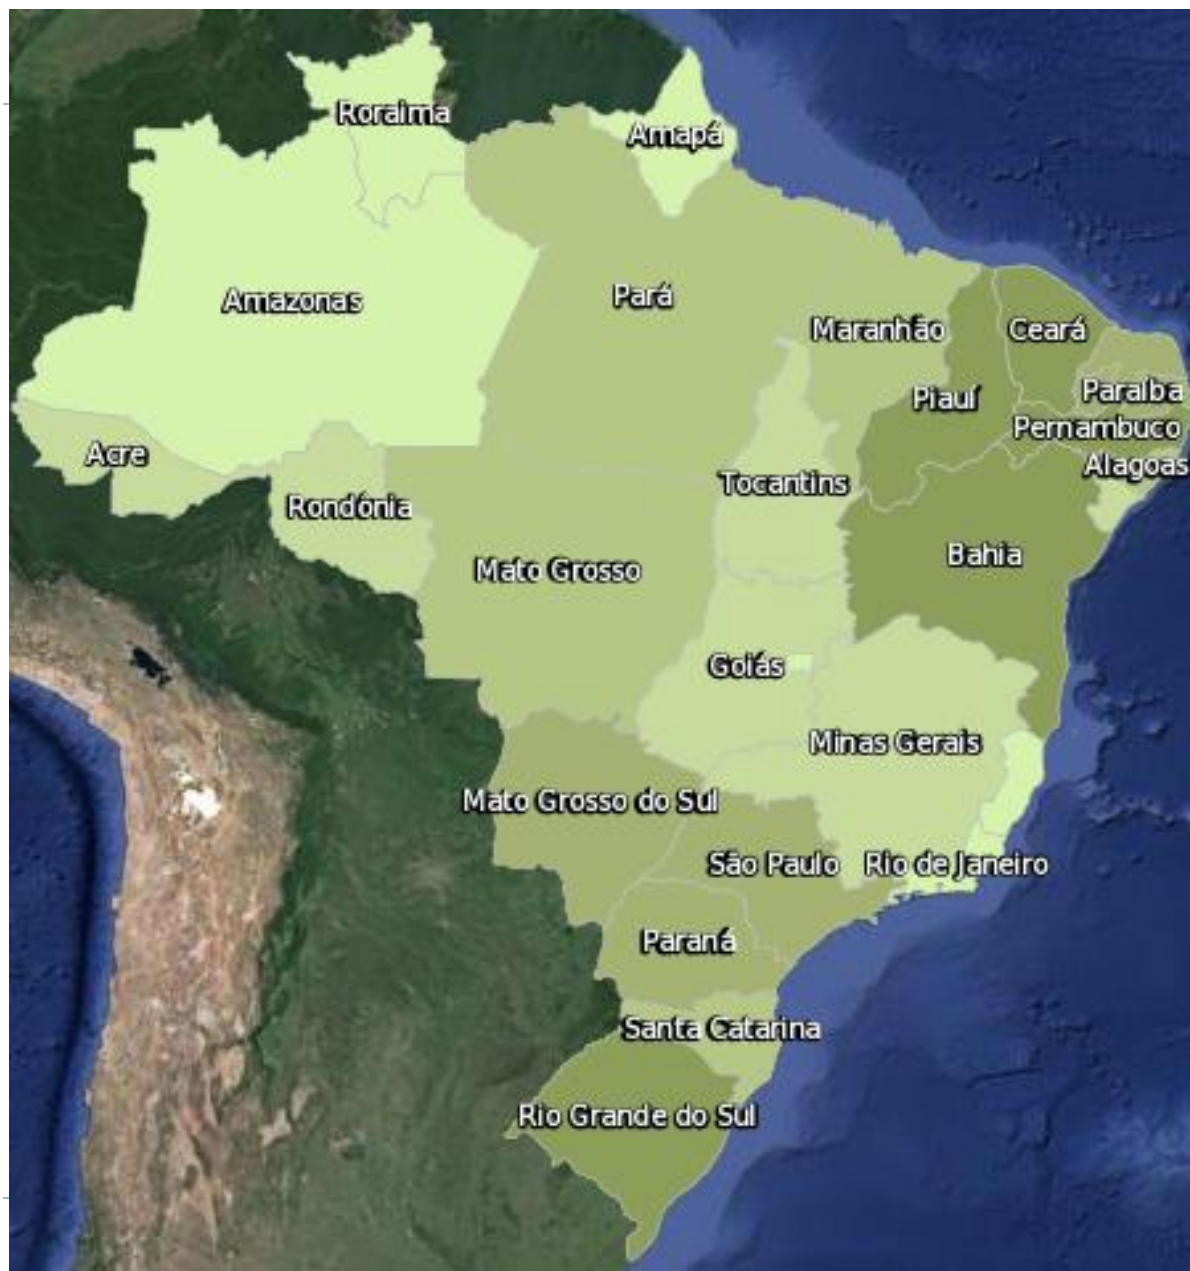 Roraima
Amapá
Amazonas
Pará
Maranhão
Ceará
Piauí
Paraíba
Pernambuco
Acre
Alagoas
Tocantins
Rondônia
Bahia
Mato Grosso
Goiás
Minas Gerais
Mato Grosso do Sul
São Paulo
Rio de Janeiro
Paraná
Santa Catarina
Rio Grande do Sul